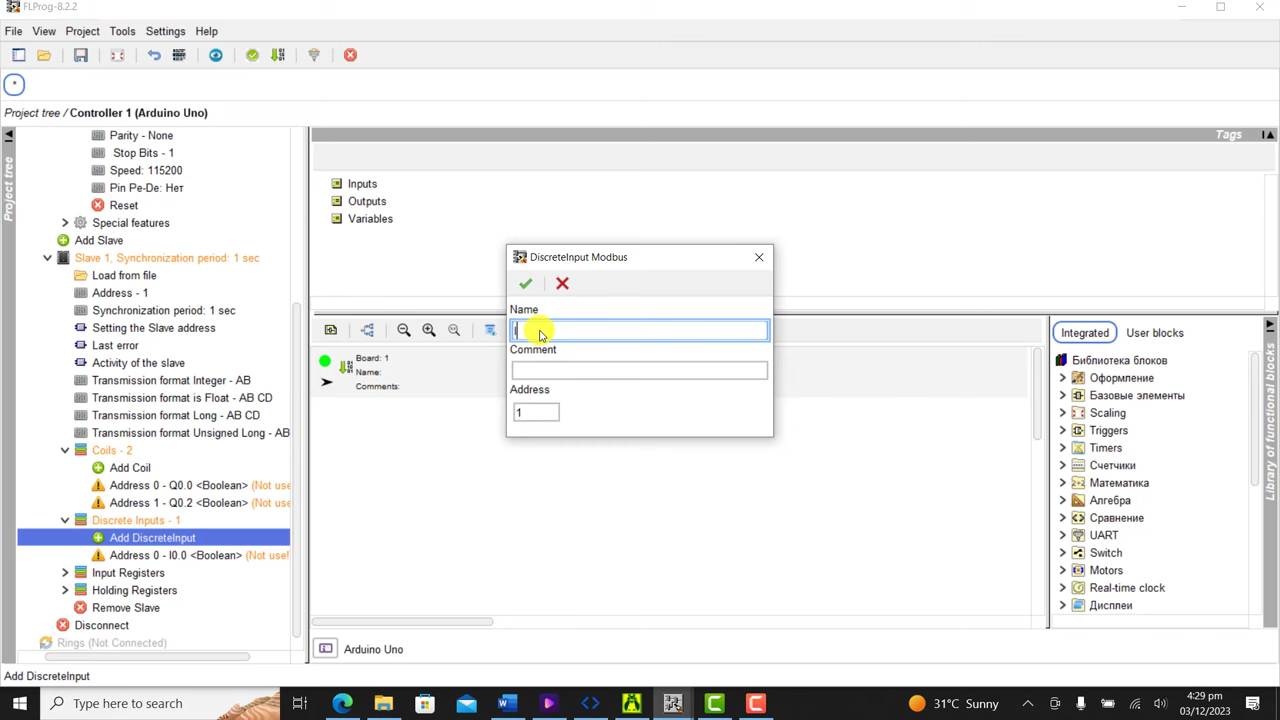 FLProg-8.2.2
File View Project Tools Settings Help
Project tree / Controller 1 (Arduino Uno)
Project tree
Parity - None
Stop Bits - 1
Speed: 115200
Pin Pe-De: Нет
Reset
Special features
Add Slave
Slave 1, Synchronization period: 1 sec
Load from file
Address - 1
Synchronization period: 1 sec
Setting the Slave address
Last error
Activity of the slave
Transmission format Integer - AB
Transmission format is Float - AB CD
Transmission format Long - AB CD
Transmission format Unsigned Long - AB
Coils - 2
Add Coil
Address 0 - Q0.0 <Boolean> (Not use
Address 1 - Q0.2 <Boolean> (Not use
Discrete Inputs - 1
Add DiscreteInput
Address 0 - I0.0 <Boolean> (Not use
Input Registers
Holding Registers
Remove Slave
Disconnect
Rings (Not Connected)
Add DiscreteInput
Tags
Inputs
Outputs
Variables
Board: 1
Name:
Comments:
DiscreteInput Modbus
Name
Comment
Address
1
Integrated User blocks
Библиотека блоков
Оформление
Базовые элементы
Scaling
Triggers
Timers
Счетчики
Математика
Алгебра
Сравнение
UART
Switch
Motors
Real-time clock
Дисплеи
Library of functional blocks
Arduino Uno
Type here to search
31°C Sunny
4:29 pm
03/12/2023